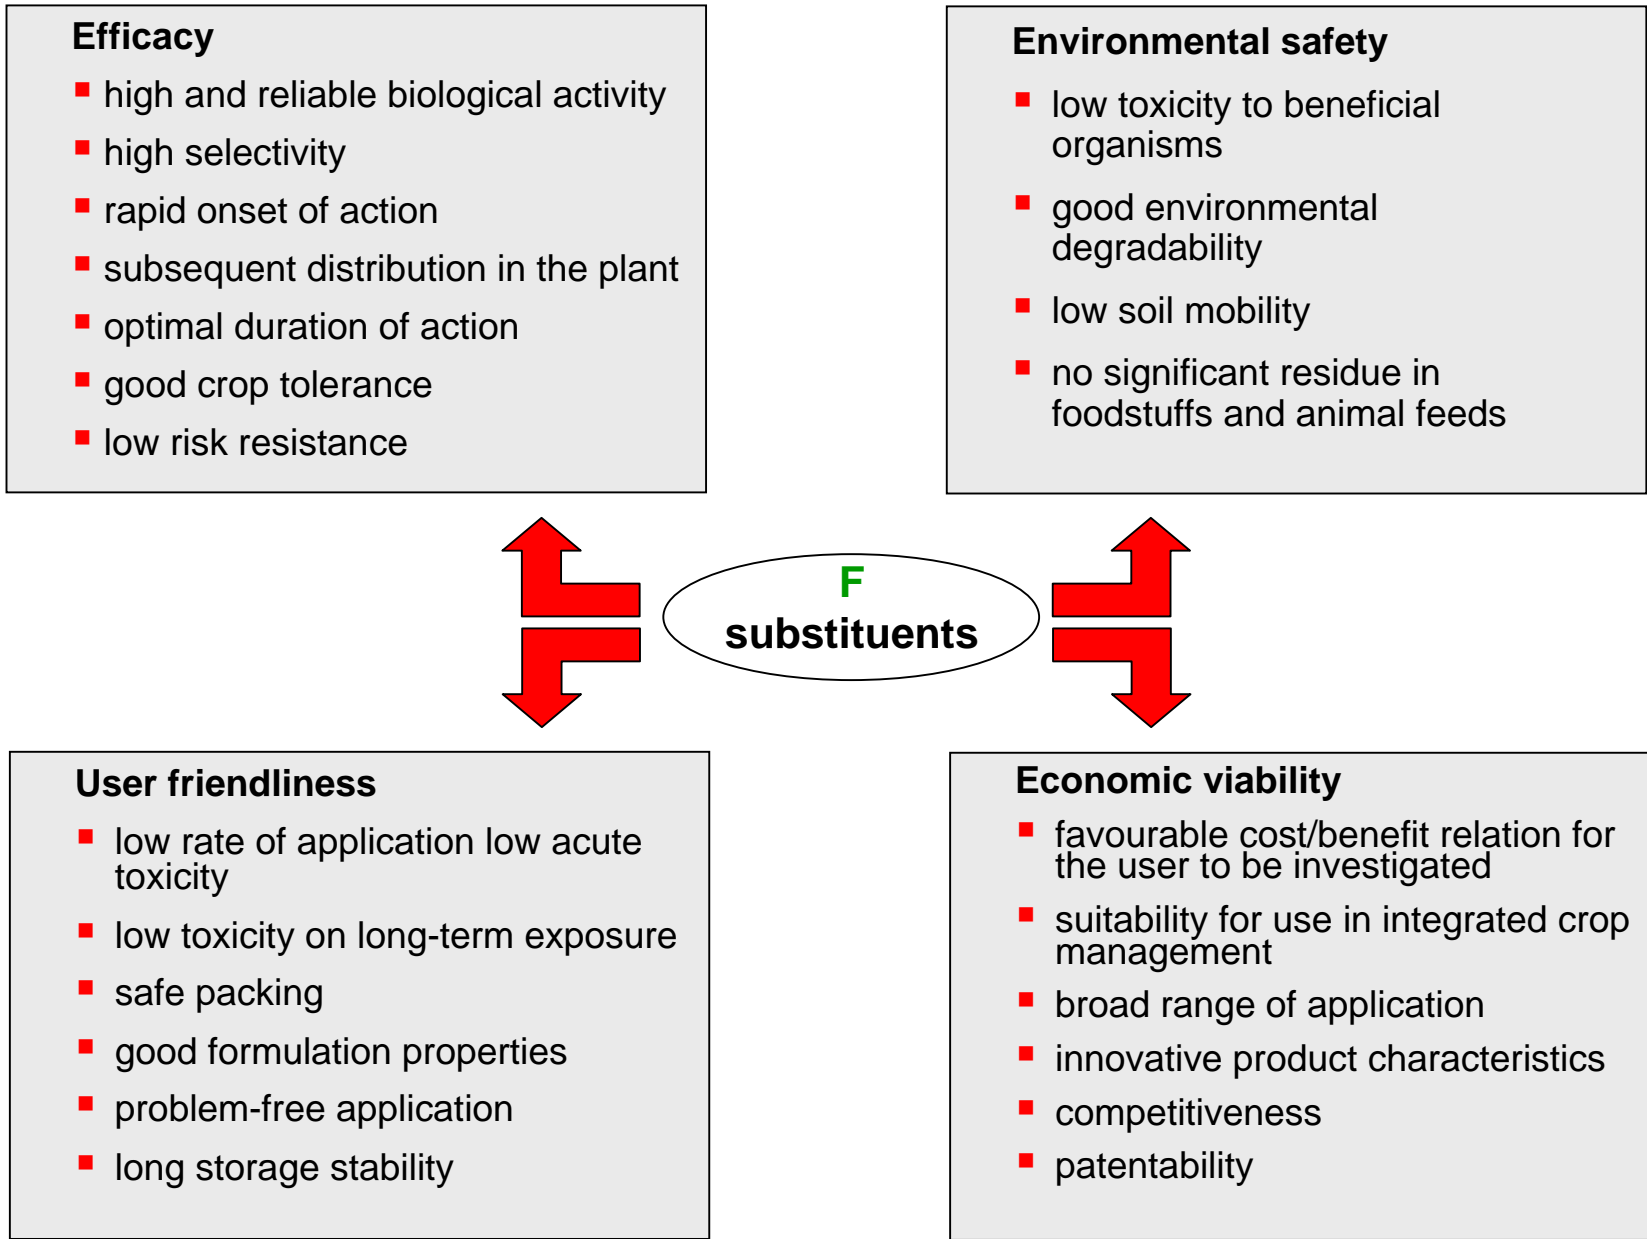 Efficacy
high and reliable biological activity
high selectivity
rapid onset of action
subsequent distribution in the plant
optimal duration of action
good crop tolerance
low risk resistance
Environmental safety
low toxicity to beneficial
organisms
good environmental
degradability
low soil mobility
no significant residue in
foodstuffs and animal feeds
F
substituents
User friendliness
low rate of application low acute
toxicity
low toxicity on long-term exposure
safe packing
good formulation properties
problem-free application
long storage stability
Economic viability
favourable cost/benefit relation for
the user to be investigated
suitability for use in integrated crop
management
broad range of application
innovative product characteristics
competitiveness
patentability